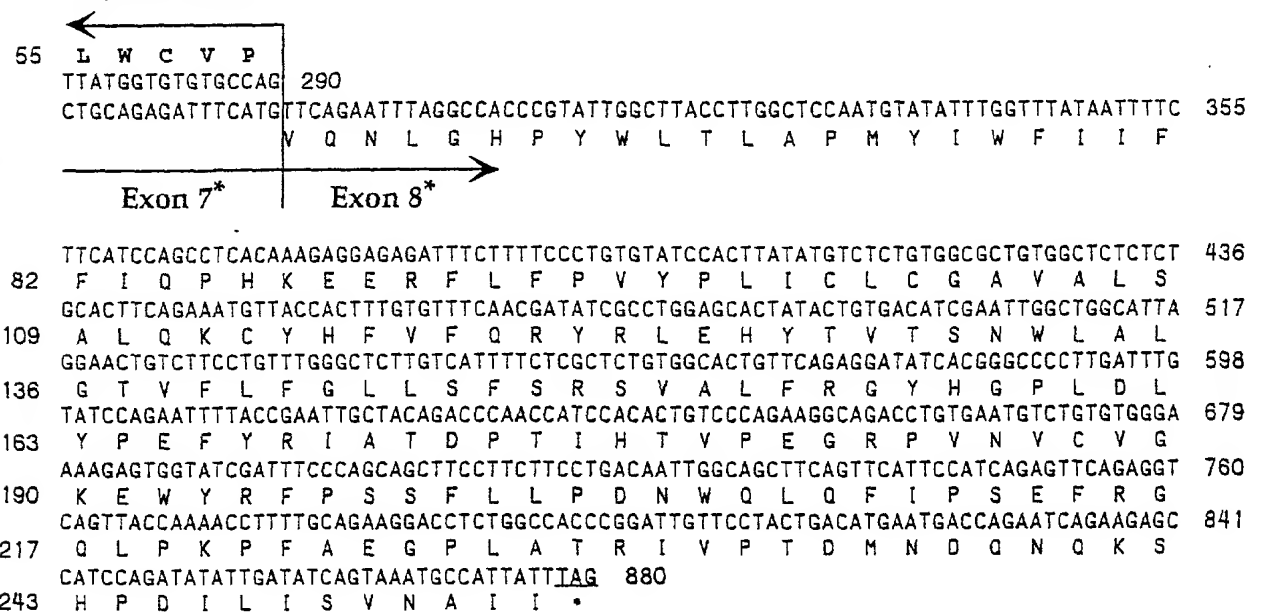 55 L W C V P
TTATGGTGTGTGCCAG 290
CTGCAGAGATTTCATGTTCAGAATTTAGGCCACCCGTATTGGCTTACCTTGGCTCCAATGTATATTTGGTTTATAATTTTC 355
V Q N L G H P Y W L T L A P M Y I W F I I F
Exon 7* Exon 8*
TTCATCCAGCCTCACAAAGAGGAGAGATTTCTTTTCCCTGTGTATCCACTTATATGTCTCTGTGGCGCTGTGGCTCTCTCT 436
82 F I Q P H K E E R F L F P V Y P L I C L C G A V A L S
GCACTTCAGAAATGTTACCACTTTGTGTTTCAACGATATCGCCTGGAGCACTATACTGTGACATCGAATTGGCTGGCATTA 517
109 A L Q K C Y H F V F Q R Y R L E H Y T V T S N W L A L
GGAACTGTCTTCCTGTTTGGGCTCTTGTCATTTTCTCGCTCTGTGGCACTGTTCAGAGGATATCACGGGCCCCTTGATTTG 598
136 G T V F L F G L L S F S R S V A L F R G Y H G P L D L
TATCCAGAATTTTACCGAATTGCTACAGACCCAACCATCCACACTGTCCCAGAAGGCAGACCTGTGAATGTCTGTGTGGGA 679
163 Y P E F Y R I A T D P T I H T V P E G R P V N V C V G
AAAGAGTGGTATCGATTTCCCAGCAGCTTCCTTCTTCCTGACAATTGGCAGCTTCAGTTCATTCCATCAGAGTTCAGAGGT 760
190 K E W Y R F P S S F L L P D N W Q L Q F I P S E F R G
CAGTTACCAAAACCTTTTGCAGAAGGACCTCTGGCCACCCGGATTGTTCCTACTGACATGAATGACCAGAATCAGAAGAGC 841
217 Q L P K P F A E G P L A T R I V P T D M N D Q N Q K S
CATCCAGATATATTGATATCAGTAAATGCCATTATTTAG 880
243 H P D I L I S V N A I I •